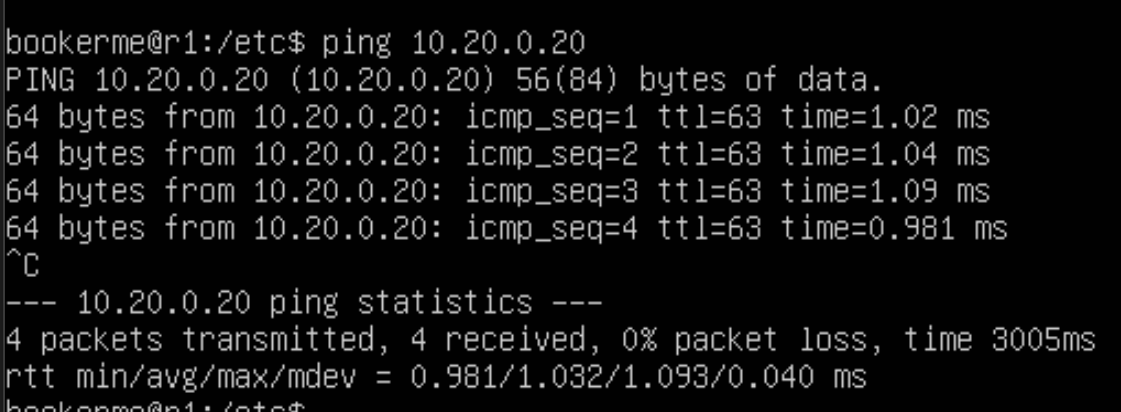 bookerme@r1:/etc$ ping 10.20.0.20
PING 10.20.0.20 (10.20.0.20) 56(84) bytes of data.
64 bytes from 10.20.0.20: icmp_seq=1 ttl=63 time=1.02 ms
64 bytes from 10.20.0.20: icmp_seq=2 ttl=63 time=1.04 ms
64 bytes from 10.20.0.20: icmp_seq=3 ttl=63 time=1.09 ms
64 bytes from 10.20.0.20: icmp_seq=4 ttl=63 time=0.981 ms
^C
--- 10.20.0.20 ping statistics ---
4 packets transmitted, 4 received, 0% packet loss, time 3005ms
rtt min/avg/max/mdev = 0.981/1.032/1.093/0.040 ms
bookerme@r1:/etc$